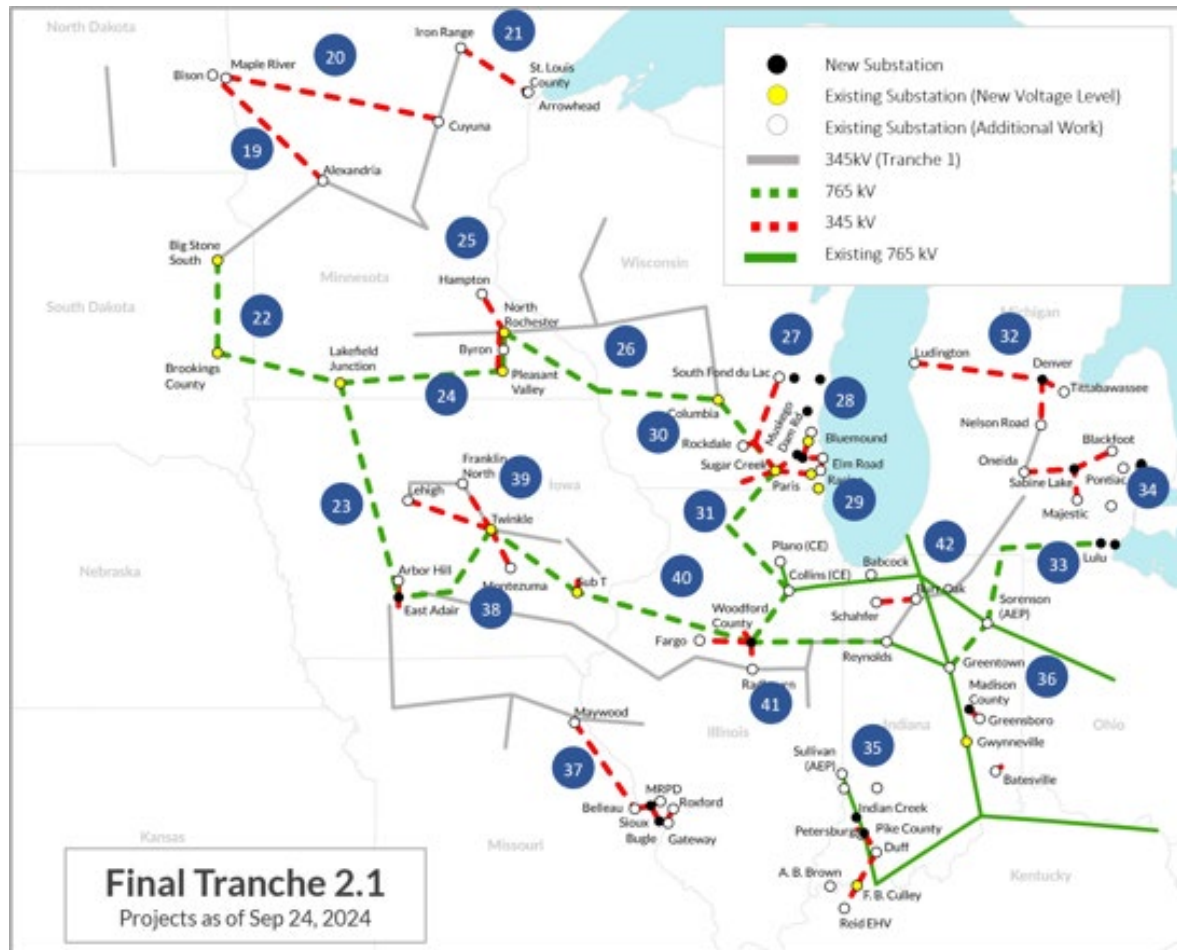 North Dakota
Iron Range
21
20
Bison
Maple River
St. Louis
County
Arrowhead
Cuyuna
19
Alexandria
New Substation
Existing Substation (New Voltage Level)
Existing Substation (Additional Work)
345kV (Tranche 1)
765 kV
345 kV
Existing 765 kV
25
Big Stone
South
Minnesota
Hampton
Wisconsin
South Dakota
22
North
Rochester
Michigan
27
32
26
Byron
Ludington
Denver
Brookings
County
Lakefield
Junction
Pleasant
Valley
South Fond du Lac
Tittabawassee
24
Columbia
28
Muskego
Dam Rd
Nelson Road
30
Rockdale
Bluemound
Blackfoot
Franklin
North
39
Iowa
Sugar Creek
Elm Road
Oneida
Lehigh
Paris
Sabine Lake
Pontiac
34
23
29
Majestic
Twinkle
31
Nebraska
Plano (CE)
Babcock
42
33
Lulu
Arbor Hill
Montezuma
Sub T
40
Collins (CE)
East Adair
38
Woodford
County
Schahfer
Sorenson
(AEP)
Fargo
Reynolds
Greentown
36
41
Madison
County
Maywood
Illinois
Indiana
Greensboro
Ohio
35
Gwynneville
37
Sullivan
(AEP)
Batesville
MRPD
Belleau
Roxford
Sioux
Indian Creek
Bugle
Gateway
Petersburg
Pike County
Kansas
Missouri
Duff
A. B. Brown
Kentucky
F. B. Culley
Reid EHV
Final Tranche 2.1
Projects as of Sep 24, 2024